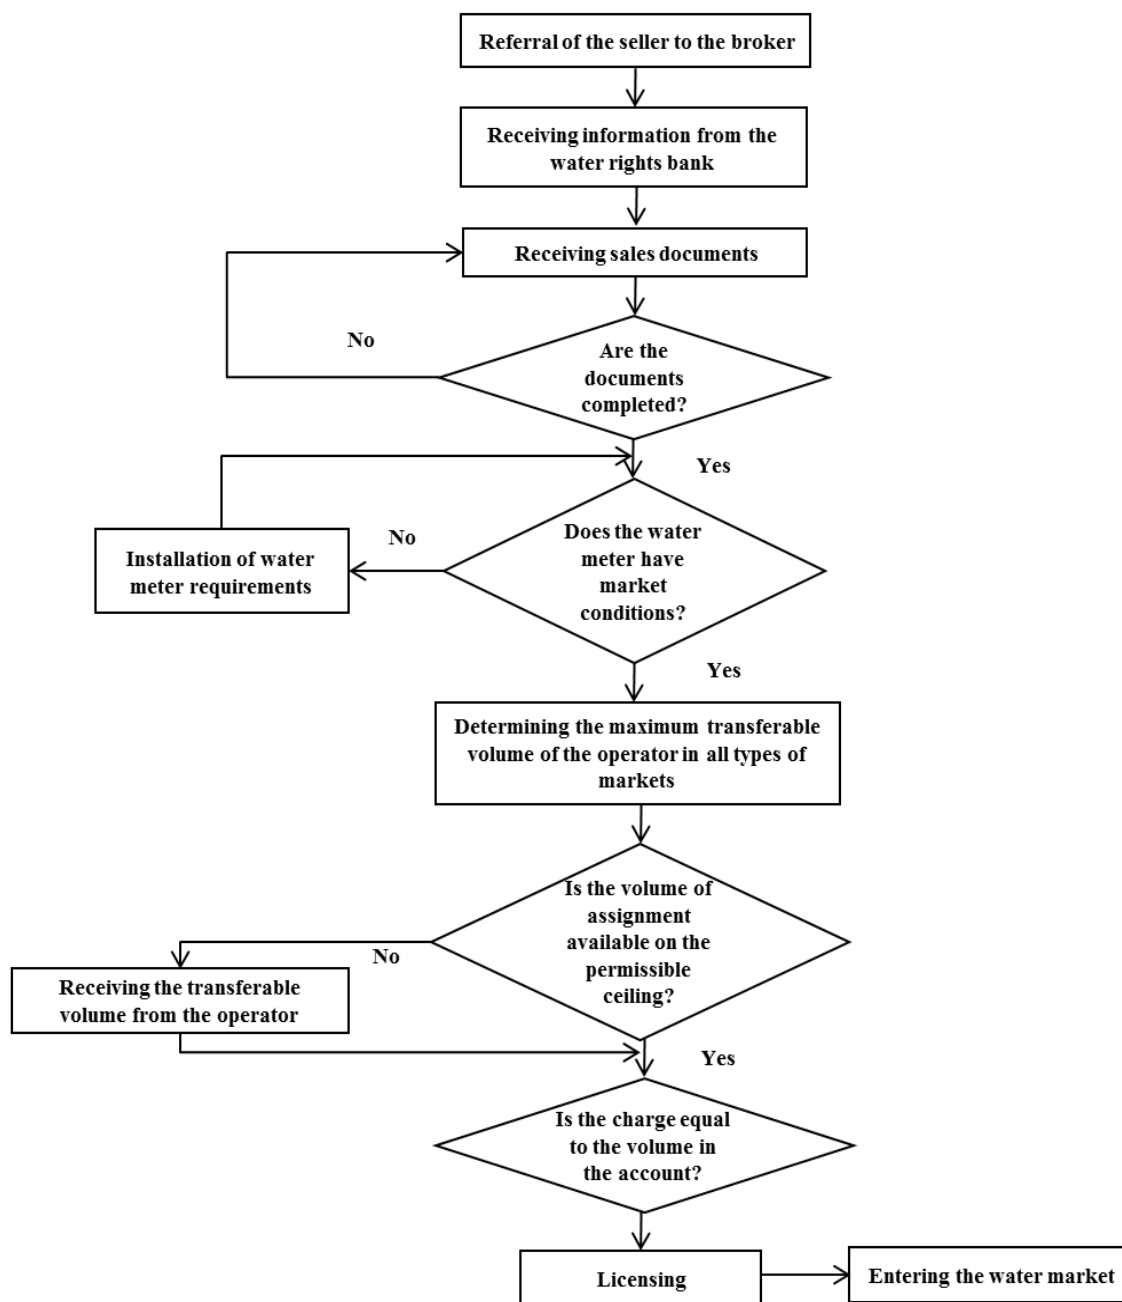 Referral of the seller to the broker
Receiving information from the
water rights bank
Receiving sales documents
No
Are the
documents
completed?
Yes
Installation of water
meter requirements
No
Does the water
meter have
market
conditions?
Yes
Determining the maximum transferable
volume of the operator in all types of
markets
Is the volume of
assignment
available on the
permissible
ceiling?
No
Receiving the transferable
volume from the operator
Yes
Is the charge equal
to the volume in
the account?
Licensing
Entering the water market